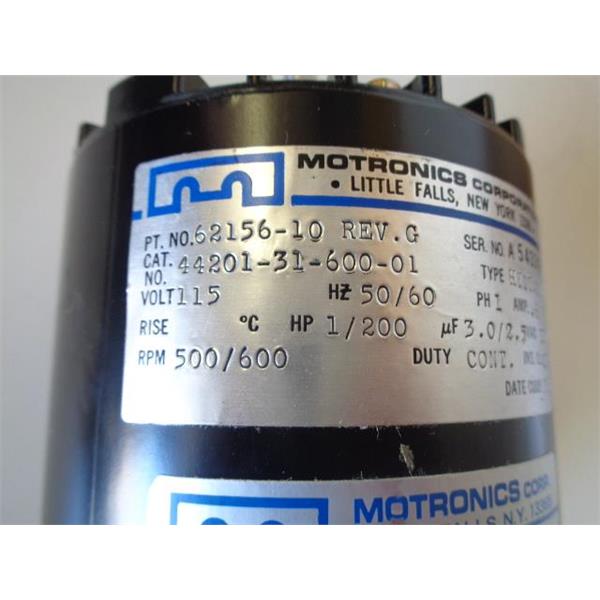 MOTRONICS CORPORAT
• LITTLE FALLS, NEW YORK
PT. NO. 62156-10 REV.G SER. NO. A
CAT. NO. 44201-31-600-01 TYPE
VOLT 115 HZ 50/60 PH 1 AMP.
RISE °C HP 1/200 µF 3.0/2.5
RPM 500/600 DUTY CONT. INS.
DATE CODE
MOTRONICS CORP.
N.Y.